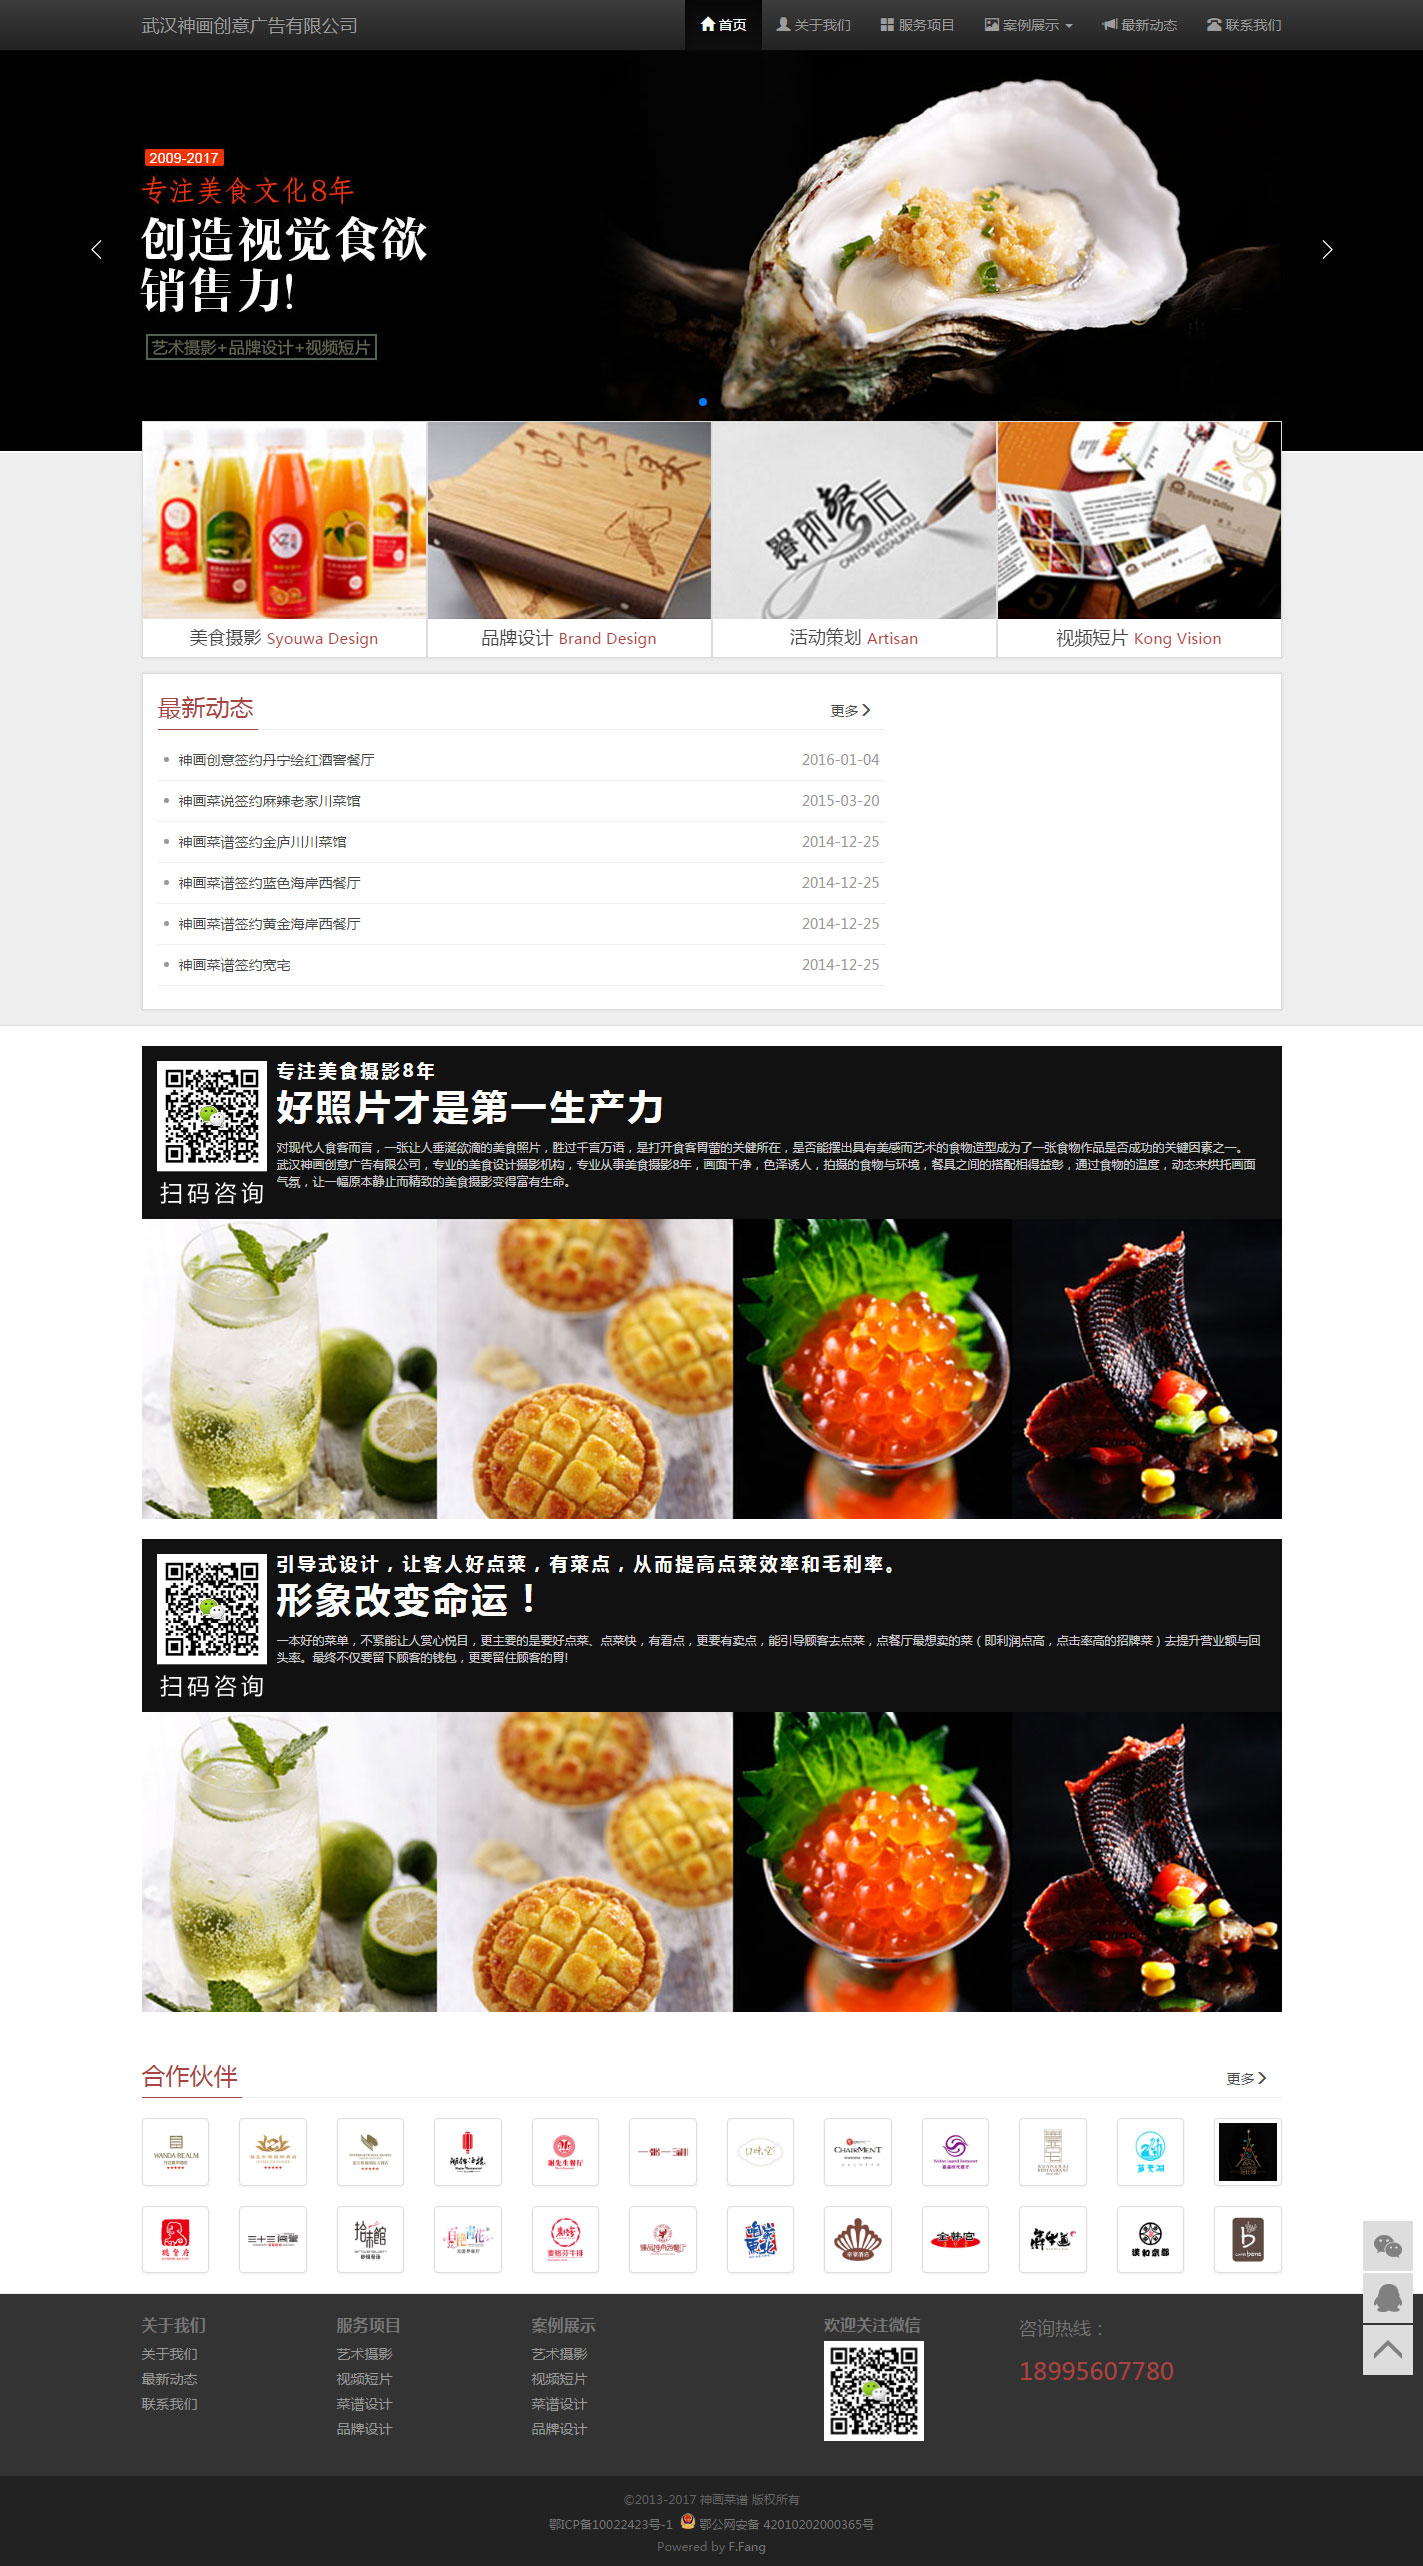 武汉神画创意广告有限公司
首页
关于我们
服务项目
案例展示
最新动态
联系我们
2009-2017
专注美食文化8年
创造视觉食欲
销售力!
艺术摄影+品牌设计+视频短片
美食摄影 Syouwa Design
品牌设计 Brand Design
活动策划 Artisan
视频短片 Kong Vision
最新动态
更多
神画创意签约丹宁绘红酒窖餐厅
2016-01-04
神画菜说签约麻辣老家川菜馆
2015-03-20
神画菜谱签约金庐川川菜馆
2014-12-25
神画菜谱签约蓝色海岸西餐厅
2014-12-25
神画菜谱签约黄金海岸西餐厅
2014-12-25
神画菜谱签约宽宅
2014-12-25
专注美食摄影8年
好照片才是第一生产力
对现代人食客而言，一张让人垂涎欲滴的美食照片，胜过千言万语，是打开食客胃蕾的关健所在，是否能摆出具有美感而艺术的食物造型成为了一张食物作品是否成功的关键因素之一。
武汉神画创意广告有限公司，专业的美食设计摄影机构，专业从事美食摄影8年，画面干净，色泽诱人，拍摄的食物与环境，餐具之间的搭配相得益彰，通过食物的温度，动态来烘托画面
气氛，让一幅原本静止而精致的美食摄影变得富有生命。
扫码咨询
引导式设计，让客人好点菜，有菜点，从而提高点菜效率和毛利率。
形象改变命运！
一本好的菜单，不紧能让人赏心悦目，更主要的是要好点菜、点菜快，有看点，更要有卖点，能引导顾客去点菜，点餐厅最想卖的菜（即利润点高，点击率高的招牌菜）去提升营业额与回
头率。最终不仅要留下顾客的钱包，更要留住顾客的胃!
扫码咨询
合作伙伴
更多
WANDA REALM
CHAIRMENT
关于我们
关于我们
最新动态
联系我们
服务项目
艺术摄影
视频短片
菜谱设计
品牌设计
案例展示
艺术摄影
视频短片
菜谱设计
品牌设计
欢迎关注微信
咨询热线：
18995607780
©2013-2017 神画菜谱 版权所有
鄂ICP备10022423号-1 鄂公网安备 42010202000365号
Powered by F.Fang